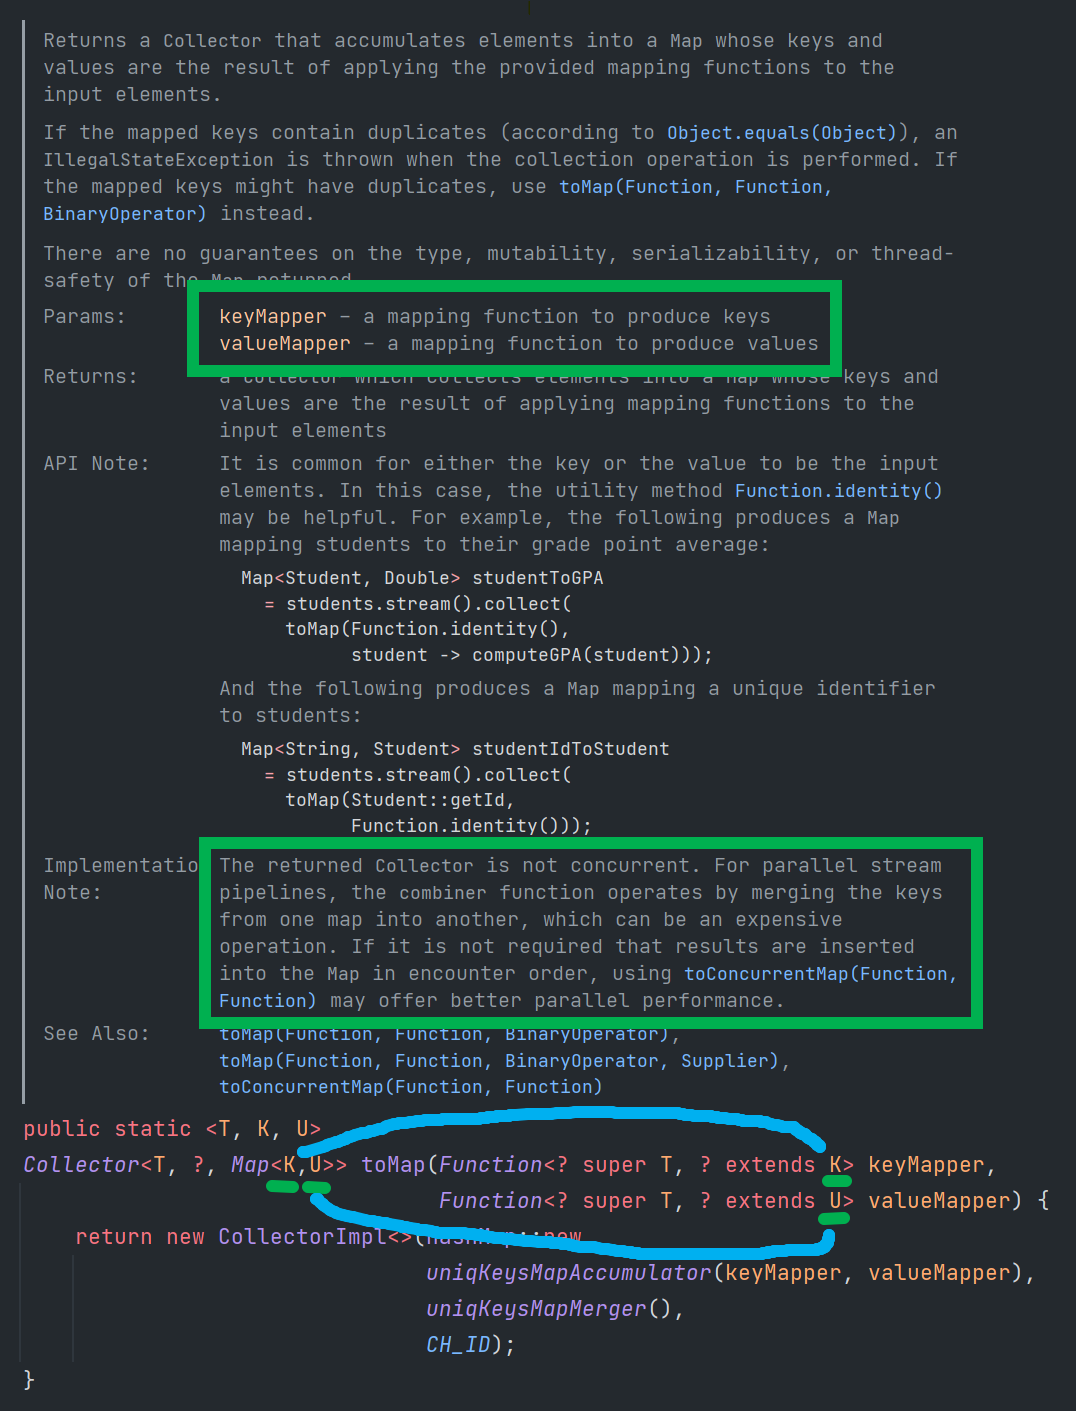 Returns a Collector that accumulates elements into a Map whose keys and
values are the result of applying the provided mapping functions to the
input elements.
If the mapped keys contain duplicates (according to Object.equals(Object)), an
IllegalStateException is thrown when the collection operation is performed. If
the mapped keys might have duplicates, use toMap(Function, Function,
BinaryOperator) instead.
There are no guarantees on the type, mutability, serializability, or thread-
safety of the Map returned
Params: keyMapper – a mapping function to produce keys
valueMapper – a mapping function to produce values
Returns: a Collector which collects elements into a Map whose keys and
values are the result of applying mapping functions to the
input elements
API Note: It is common for either the key or the value to be the input
elements. In this case, the utility method Function.identity()
may be helpful. For example, the following produces a Map
mapping students to their grade point average:
Map<Student, Double> studentToGPA
= students.stream().collect(
toMap(Function.identity(),
student -> computeGPA(student)));
And the following produces a Map mapping a unique identifier
to students:
Map<String, Student> studentIdToStudent
= students.stream().collect(
toMap(Student::getId,
Function.identity()));
Implementatio The returned Collector is not concurrent. For parallel stream
Note: pipelines, the combiner function operates by merging the keys
from one map into another, which can be an expensive
operation. If it is not required that results are inserted
into the Map in encounter order, using toConcurrentMap(Function,
Function) may offer better parallel performance.
See Also: toMap(Function, Function, BinaryOperator),
toMap(Function, Function, BinaryOperator, Supplier),
toConcurrentMap(Function, Function)
public static <T, K, U>
Collector<T, ?, Map<K,U>> toMap(Function<? super T, ? extends K> keyMapper,
Function<? super T, ? extends U> valueMapper) {
return new CollectorImpl<>(HashMap::new
uniqKeysMapAccumulator(keyMapper, valueMapper),
uniqKeysMapMerger(),
CH_ID);
}